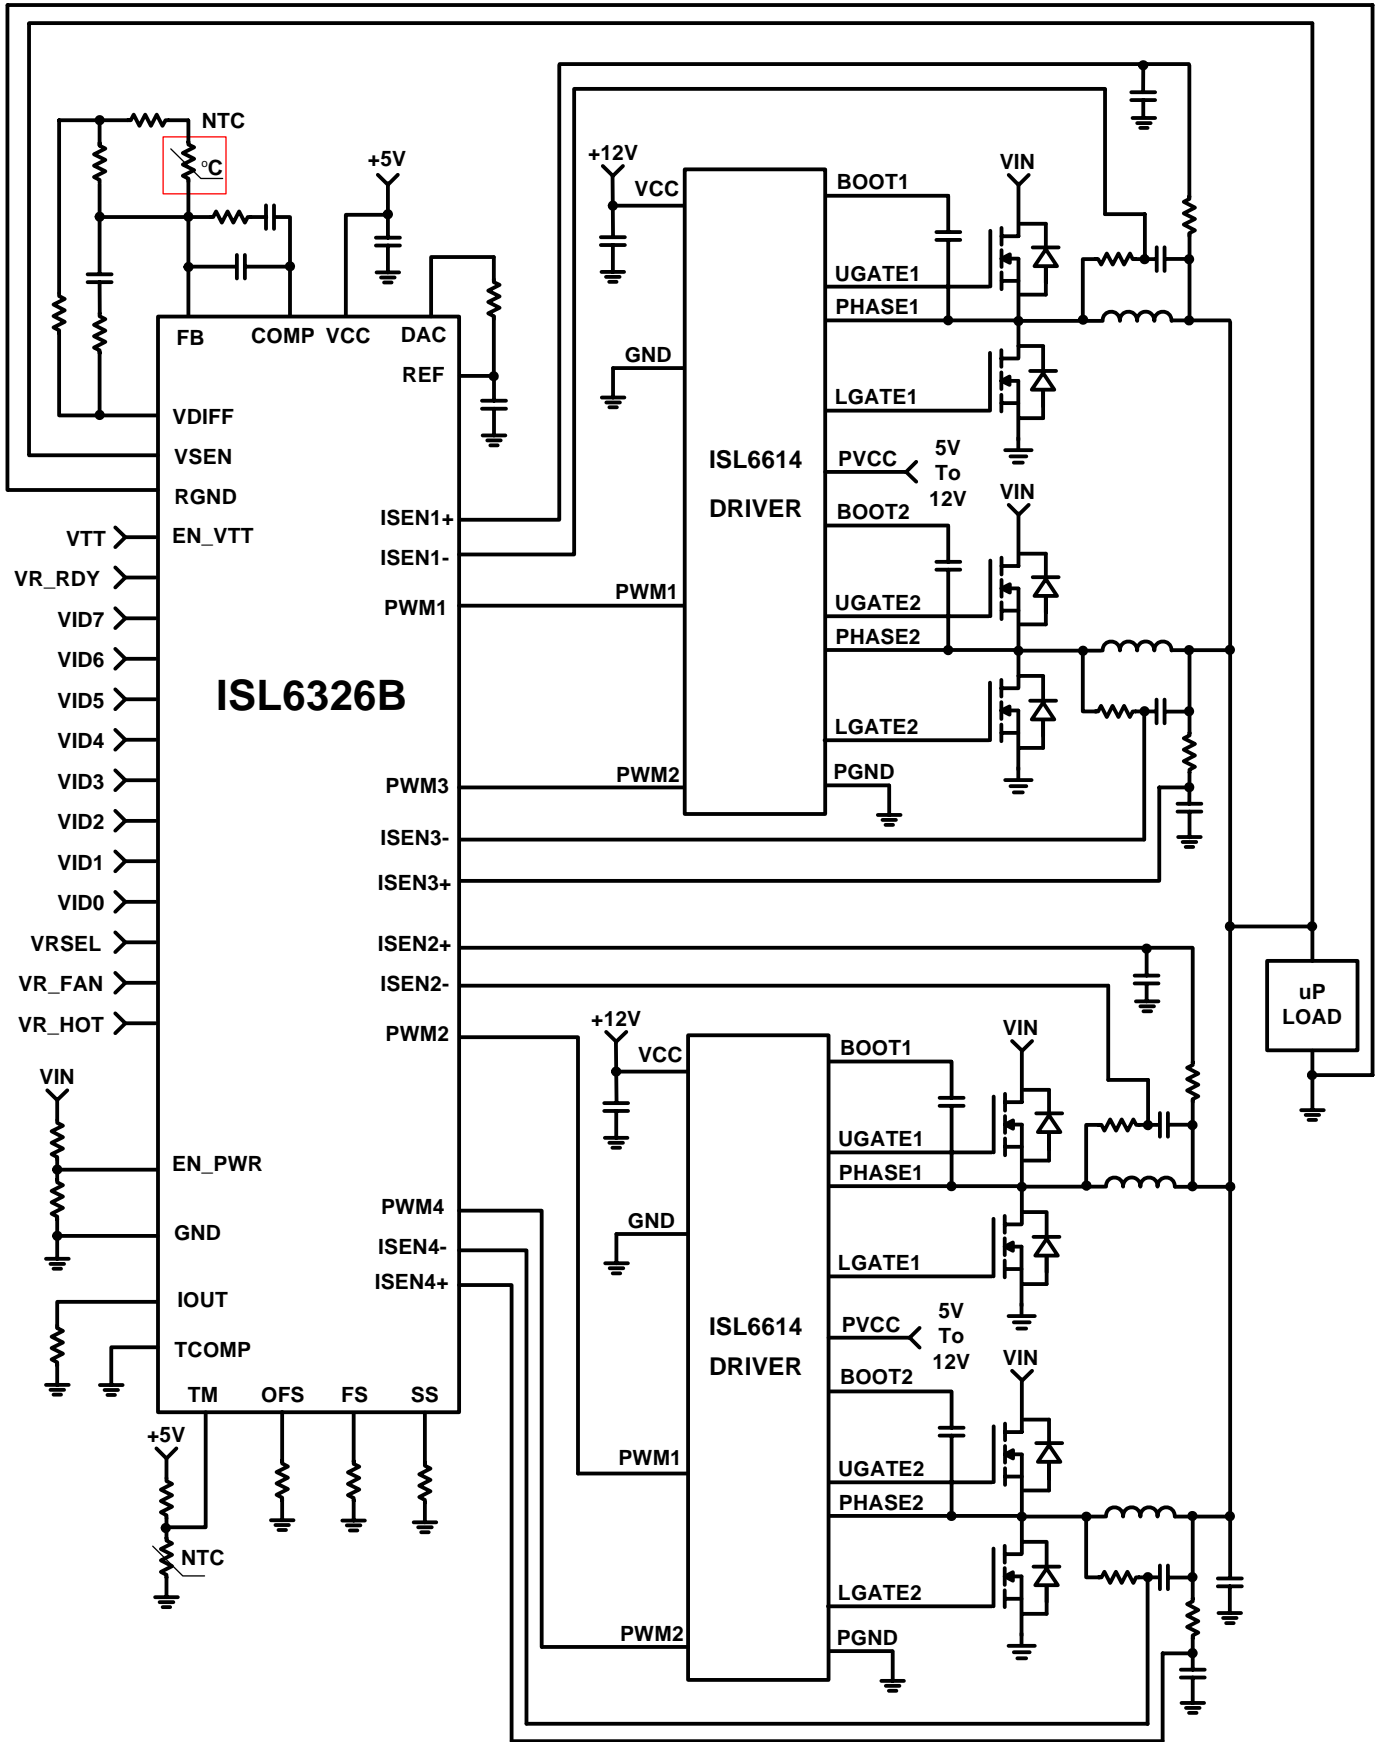 NTC
°C
+5V
FB
COMP
VCC
DAC
REF
VDIFF
VSEN
RGND
EN_VTT
VTT
VR_RDY
VID7
VID6
VID5
VID4
VID3
VID2
VID1
VID0
VRSEL
VR_FAN
VR_HOT
VIN
EN_PWR
GND
IOUT
TCOMP
TM
OFS
FS
SS
+5V
NTC
ISL6326B
ISEN1+
ISEN1-
PWM1
PWM3
ISEN3-
ISEN3+
ISEN2+
ISEN2-
PWM2
PWM4
ISEN4-
ISEN4+
+12V
VCC
GND
PWM1
PWM2
ISL6614
DRIVER
BOOT1
UGATE1
PHASE1
LGATE1
PVCC
5V
To
12V
BOOT2
UGATE2
PHASE2
LGATE2
PGND
VIN
VIN
+12V
VCC
GND
PWM1
PWM2
ISL6614
DRIVER
BOOT1
UGATE1
PHASE1
LGATE1
PVCC
5V
To
12V
BOOT2
UGATE2
PHASE2
LGATE2
PGND
VIN
VIN
uP
LOAD